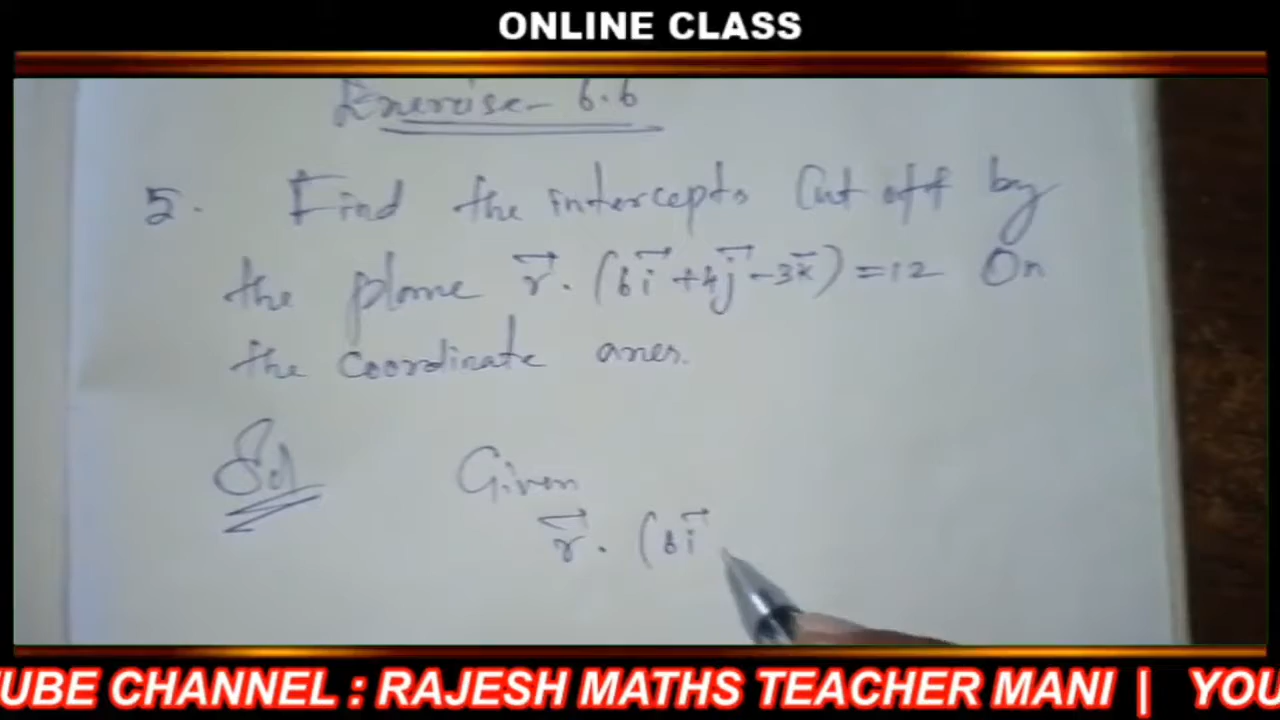 ONLINE CLASS
Exercise - 6.6
5. Find the intercepts Cut off by
the plane r⃗. (6i⃗ + 4j⃗ - 3k⃗) = 12 On
the coordinate axes.
Sol Given
r⃗. (6i⃗
TUBE CHANNEL : RAJESH MATHS TEACHER MANI | YOU